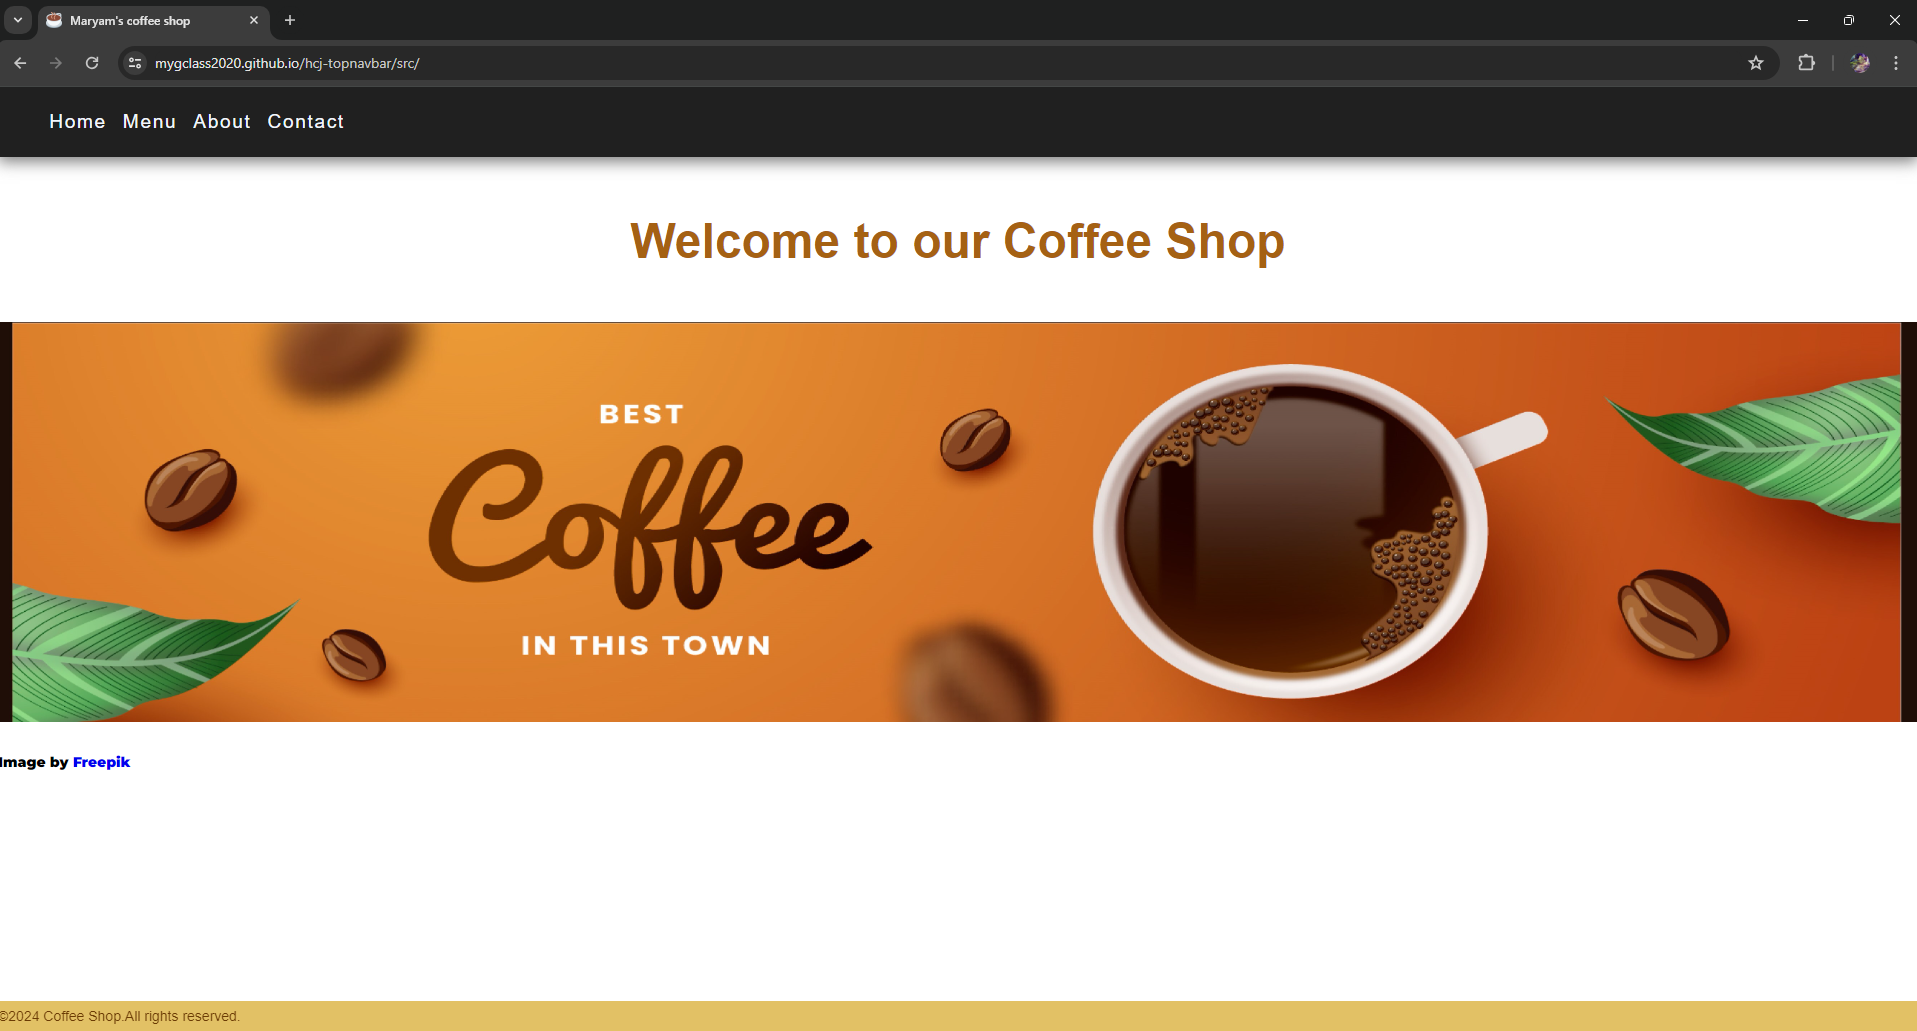 Maryam's coffee shop
mygclass2020.github.io/hcj-topnavbar/src/
Home Menu About Contact
Welcome to our Coffee Shop
BEST
Coffee
IN THIS TOWN
Image by Freepik
©2024 Coffee Shop.All rights reserved.